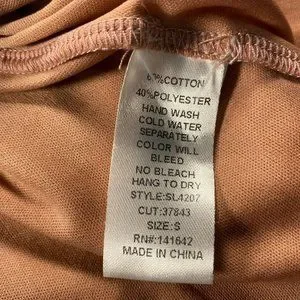 60%COTTON
40%POLYESTER
HAND WASH
COLD WATER
SEPARATELY
COLOR WILL
BLEED
NO BLEACH
HANG TO DRY
STYLE:SL4207
CUT:37843
SIZE:S
RN#:141642
MADE IN CHINA